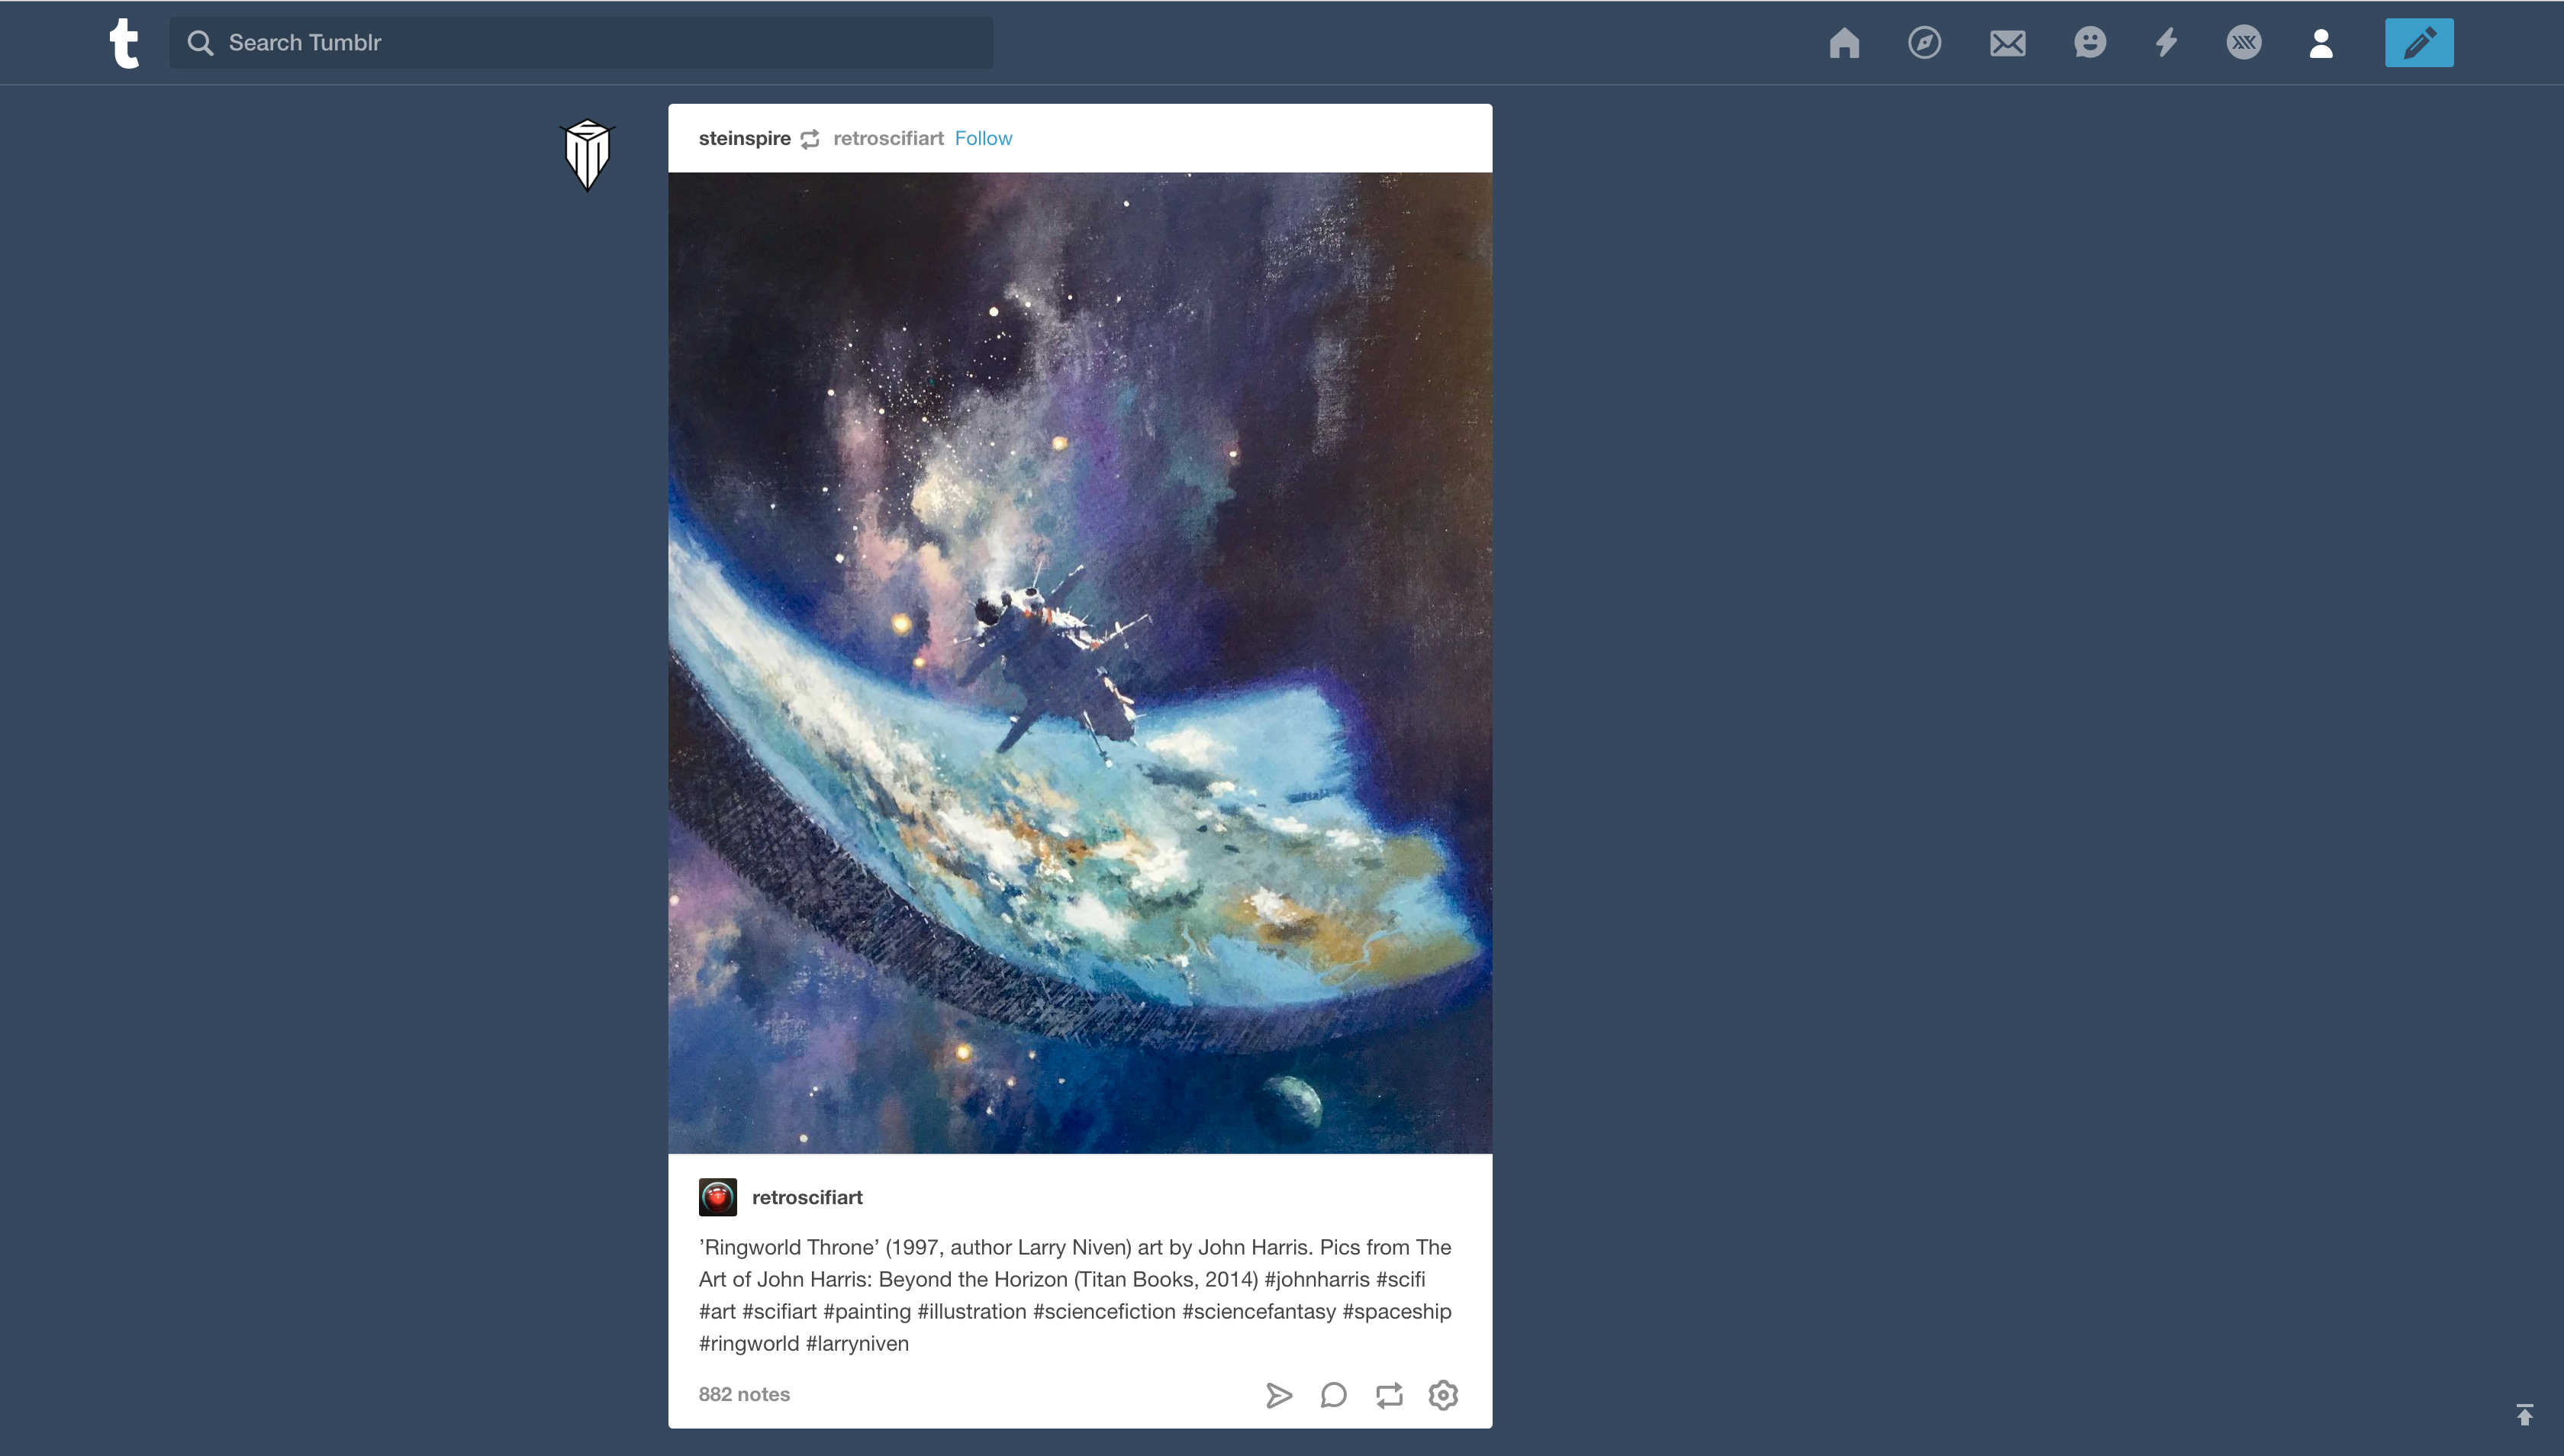 t
Search Tumblr
steinspire retroscifiart Follow
retroscifiart
’Ringworld Throne’ (1997, author Larry Niven) art by John Harris. Pics from The
Art of John Harris: Beyond the Horizon (Titan Books, 2014) #johnharris #scifi
#art #scifiart #painting #illustration #sciencefiction #sciencefantasy #spaceship
#ringworld #larryniven
882 notes